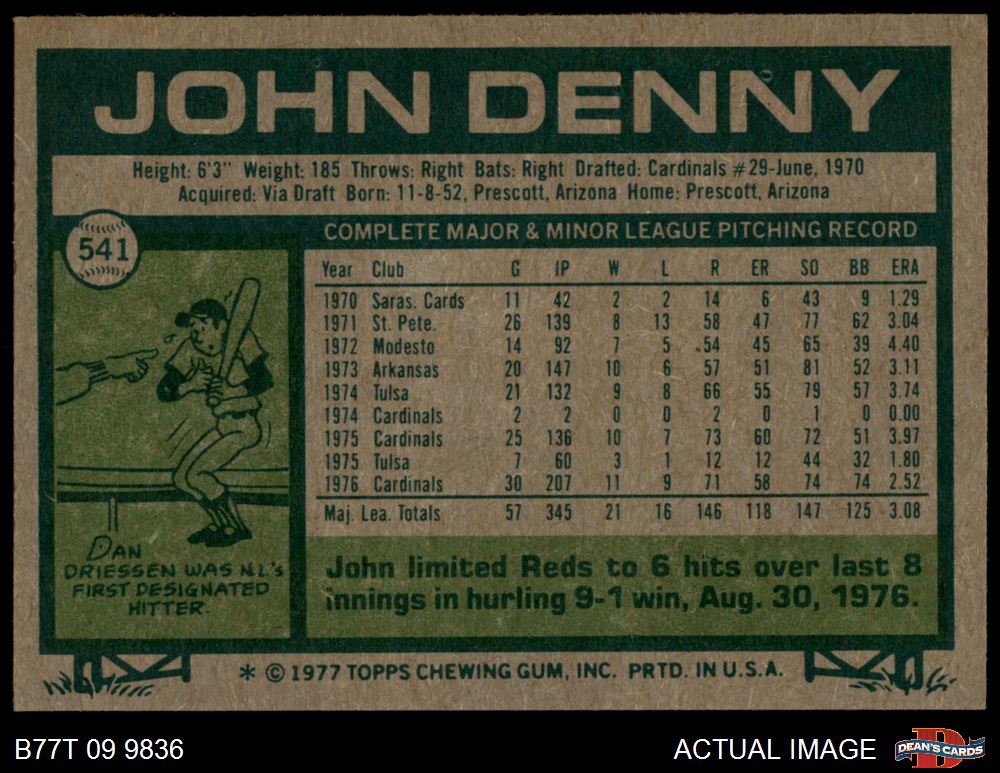 JOHN DENNY
Height: 6'3" Weight: 185 Throws: Right Bats: Right Drafted: Cardinals #29-June, 1970
Acquired: Via Draft Born: 11-8-52, Prescott, Arizona Home: Prescott, Arizona
541
COMPLETE MAJOR & MINOR LEAGUE PITCHING RECORD
Year Club G IP W L R ER SO BB ERA
1970 Saras. Cards 11 42 2 2 14 6 43 9 1.29
1971 St. Pete. 26 139 8 13 58 47 77 62 3.04
1972 Modesto 14 92 7 5 54 45 65 39 4.40
1973 Arkansas 20 147 10 6 57 51 81 52 3.11
1974 Tulsa 21 132 9 8 66 55 79 57 3.74
1974 Cardinals 2 2 0 0 2 0 1 0 0.00
1975 Cardinals 25 136 10 7 73 60 72 51 3.97
1975 Tulsa 7 60 3 1 12 12 44 32 1.80
1976 Cardinals 30 207 11 9 71 58 74 74 2.52
Maj. Lea. Totals 57 345 21 16 146 118 147 125 3.08
DAN
DRIESSEN WAS N.L.'s
FIRST DESIGNATED
HITTER.
John limited Reds to 6 hits over last 8
innings in hurling 9-1 win, Aug. 30, 1976.
* © 1977 TOPPS CHEWING GUM, INC. PRTD. IN U.S.A.
B77T 09 9836
ACTUAL IMAGE
D
DEAN'S CARDS